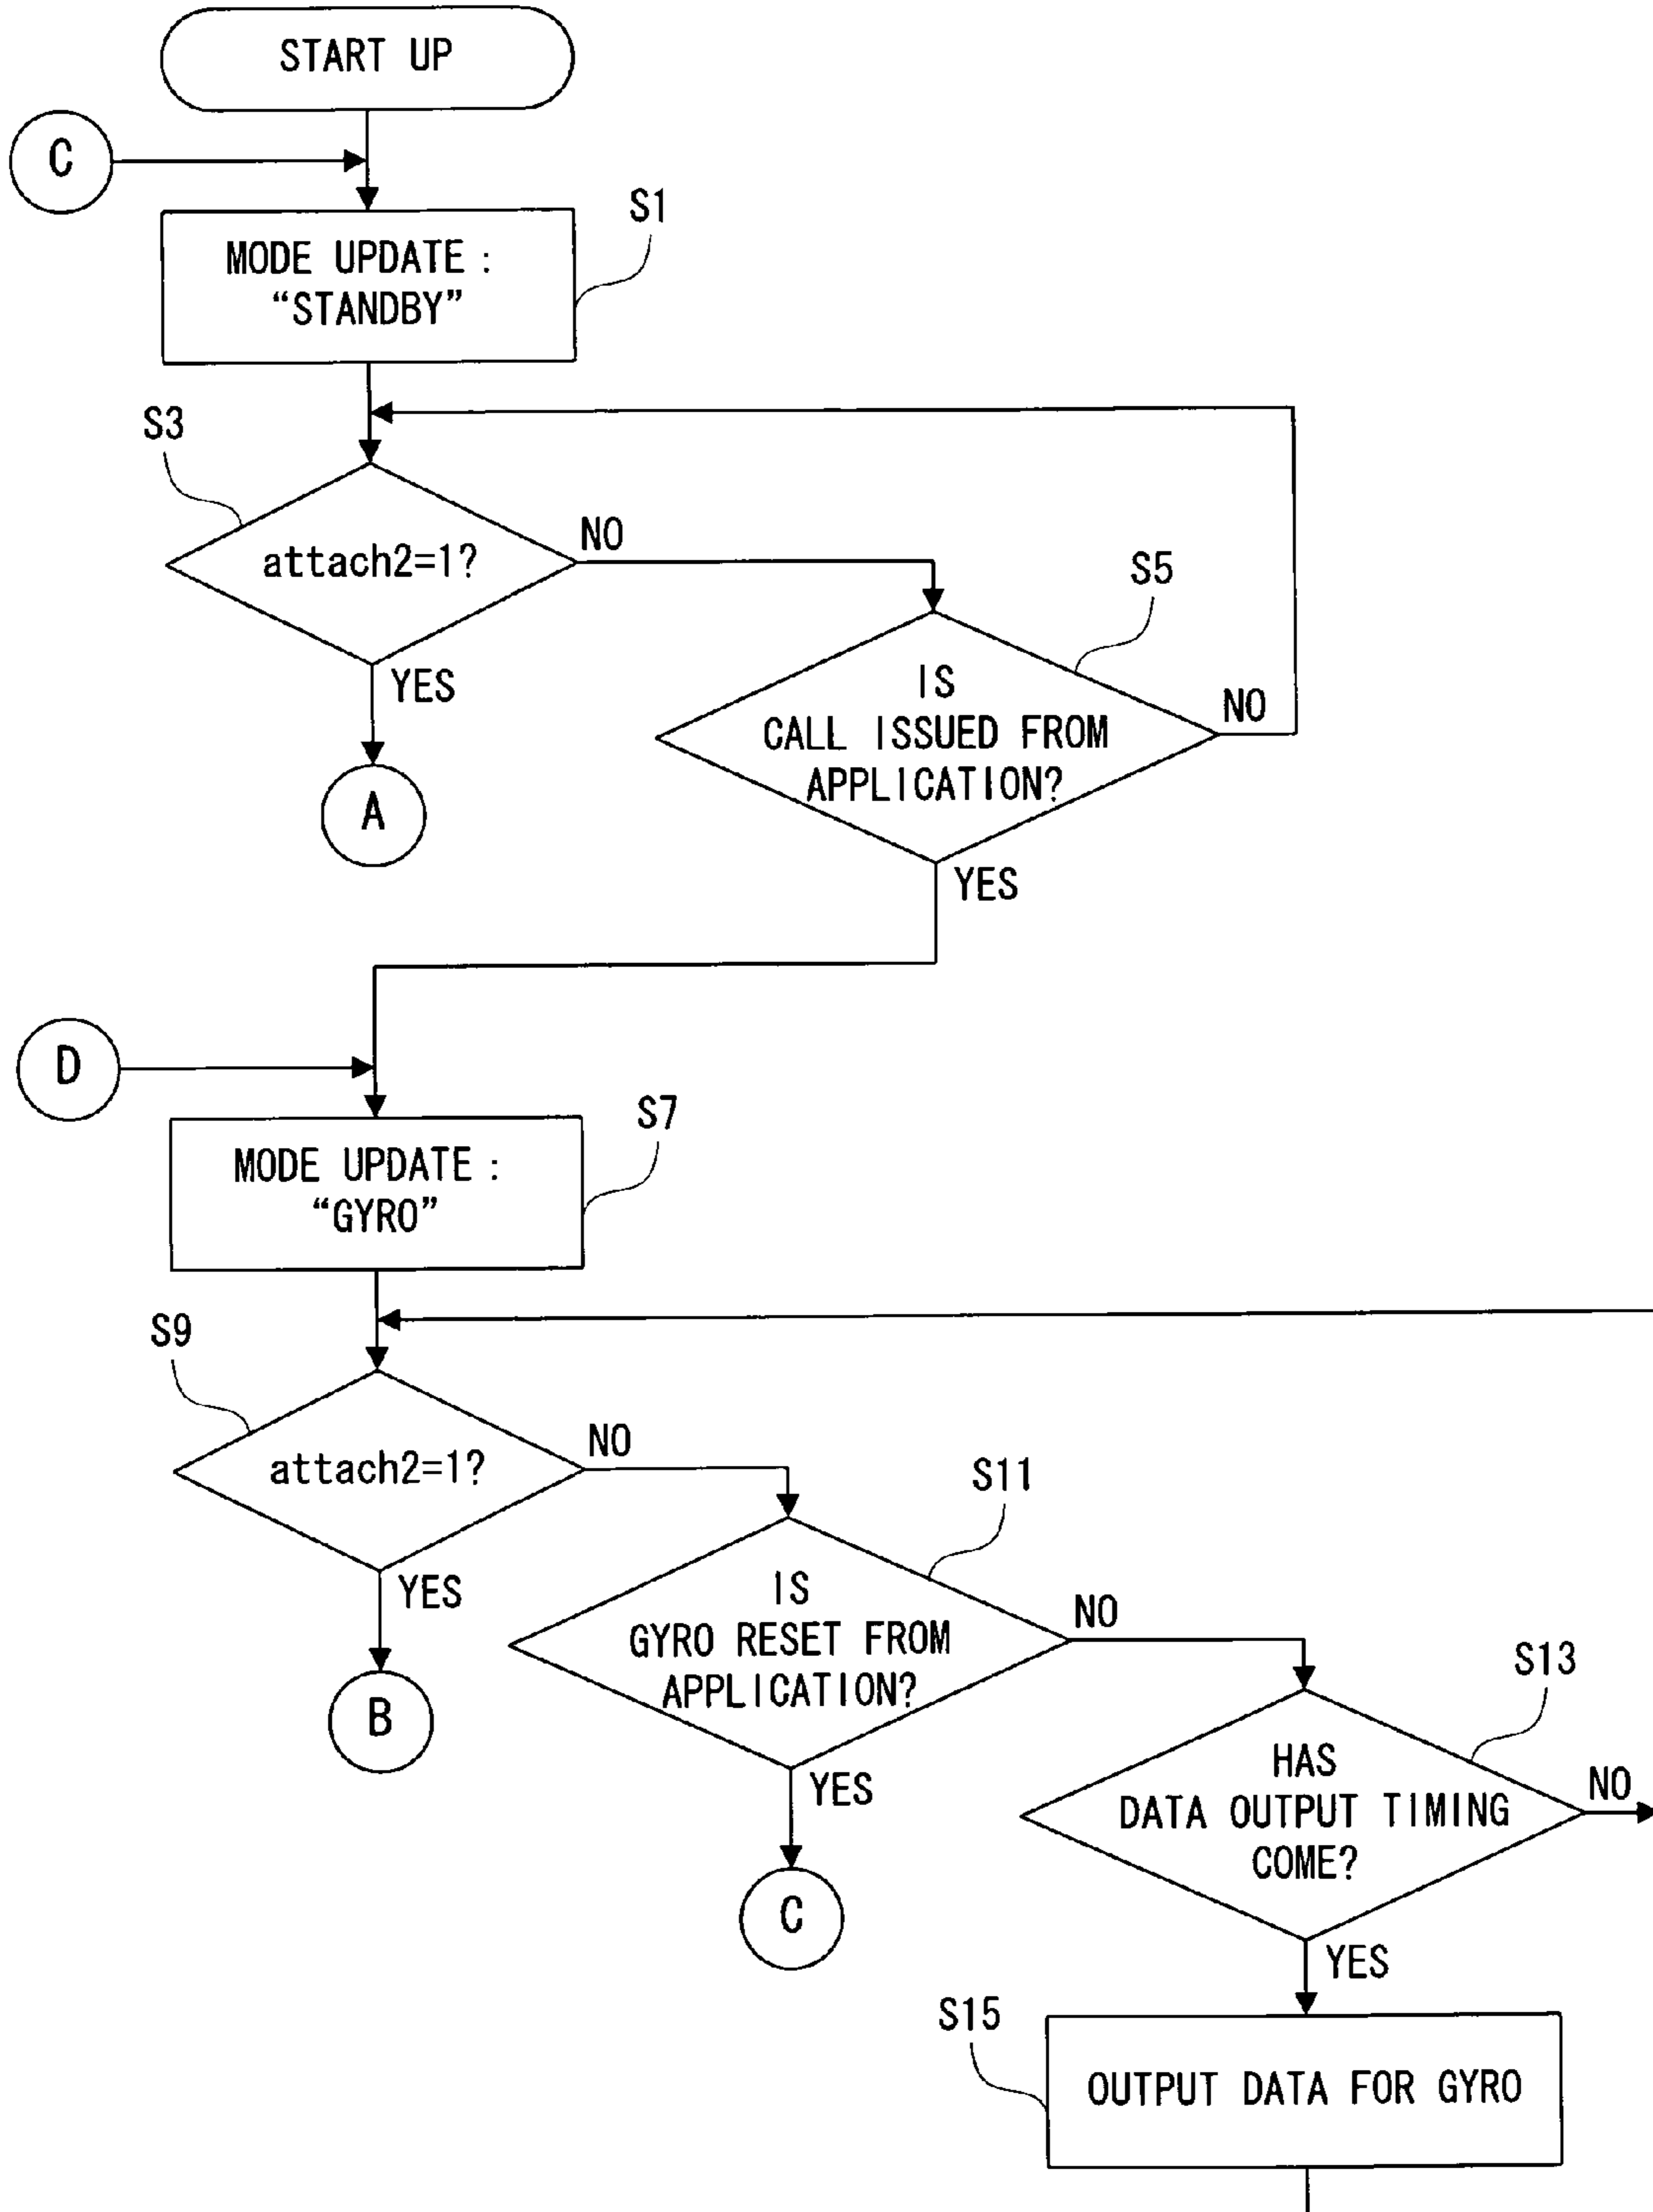 START UP
C
S1
MODE UPDATE :
“STANDBY”
S3
attach2=1?
NO
YES
A
S5
IS
CALL ISSUED FROM
APPLICATION?
NO
YES
D
S7
MODE UPDATE :
“GYRO”
S9
attach2=1?
NO
YES
B
S11
IS
GYRO RESET FROM
APPLICATION?
NO
YES
C
S13
HAS
DATA OUTPUT TIMING
COME?
NO
YES
S15
OUTPUT DATA FOR GYRO